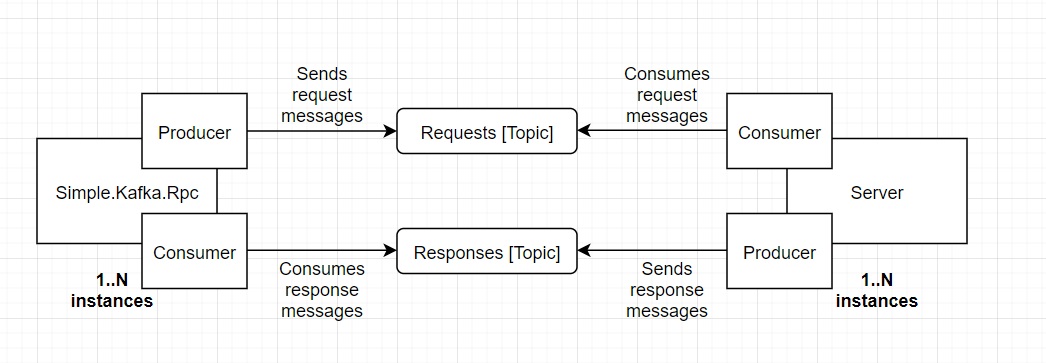 Sends
request
messages
Consumes
request
messages
Producer
Requests [Topic]
Consumer
Simple.Kafka.Rpc
Server
Consumer
Responses [Topic]
Producer
Consumes
response
messages
Sends
response
messages
1..N
instances
1..N
instances